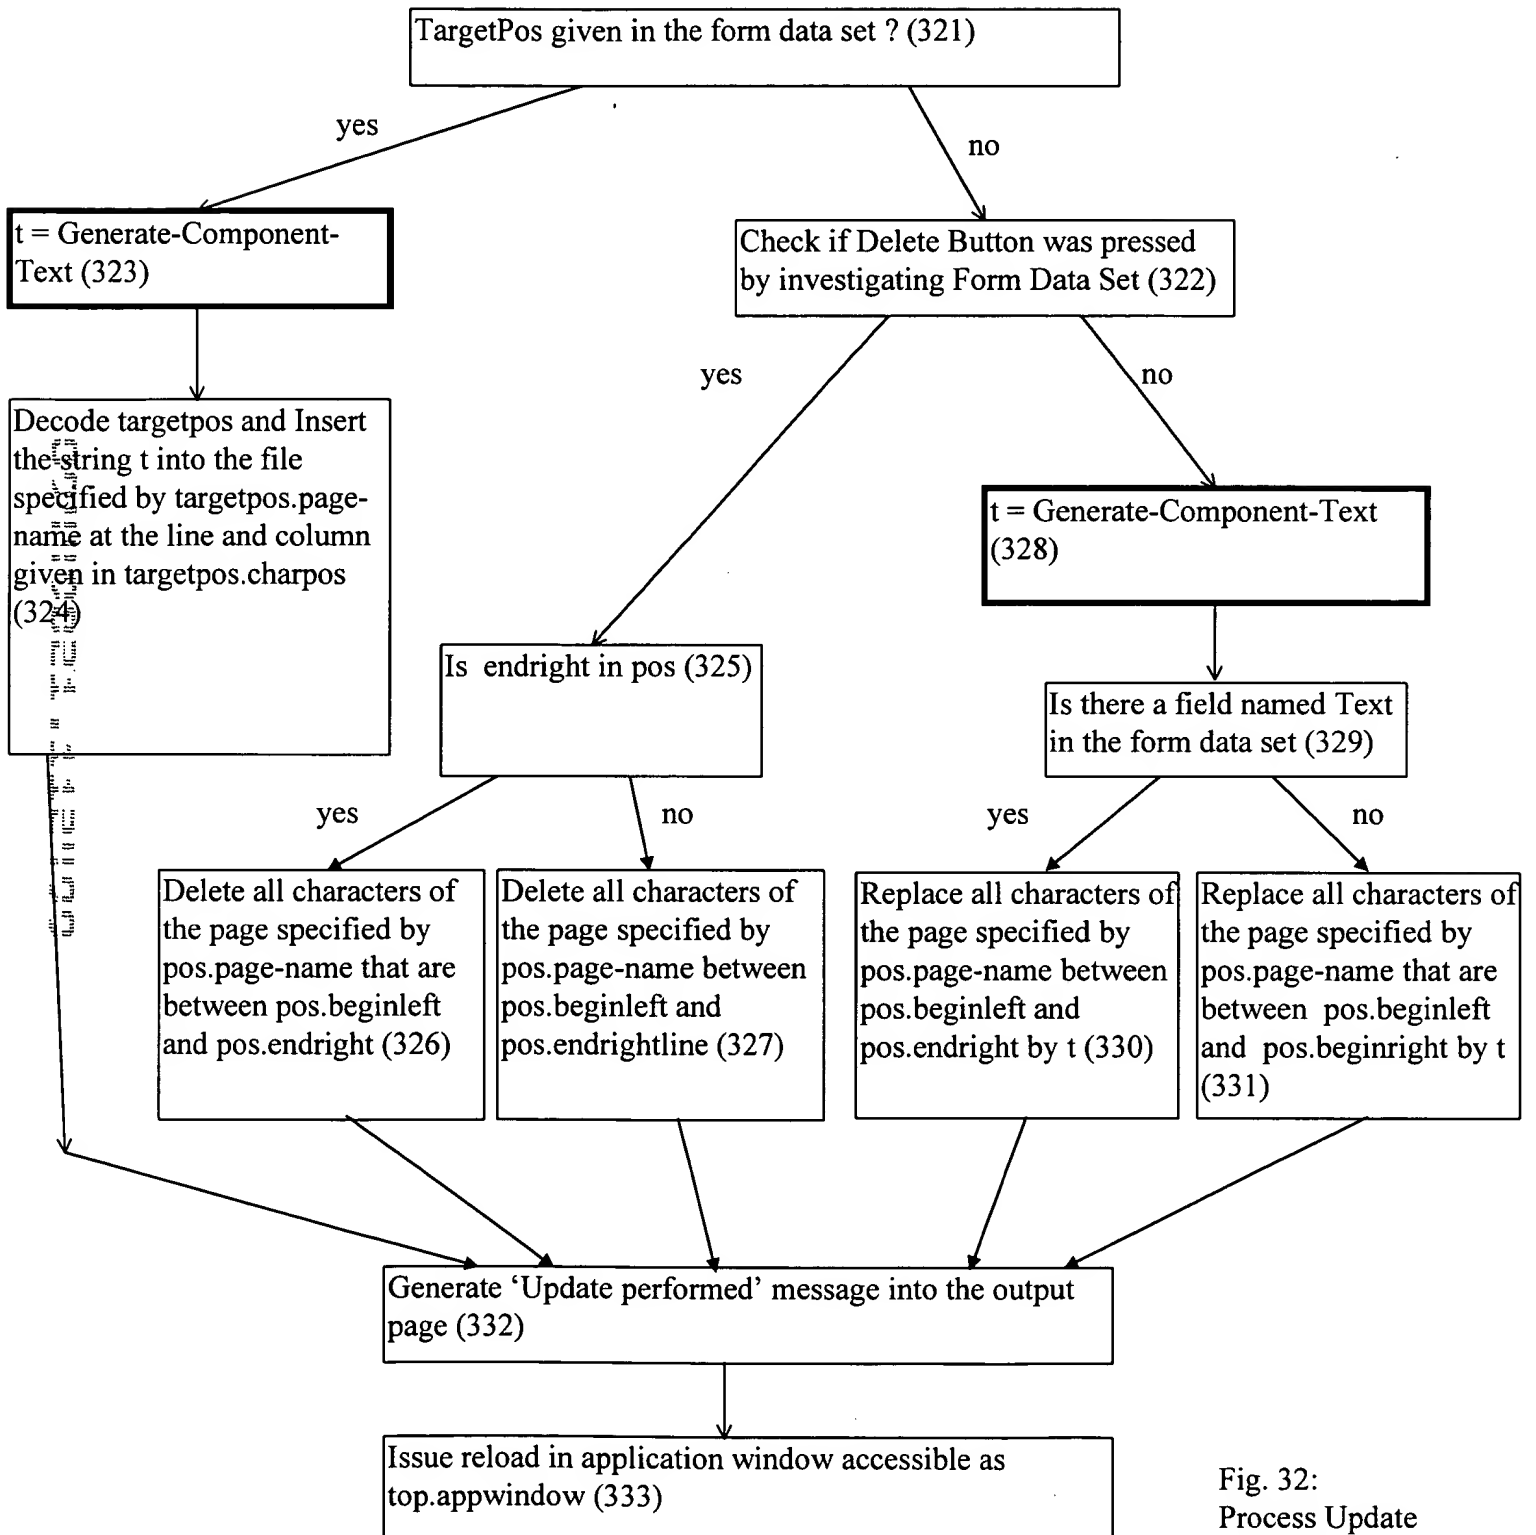 TargetPos given in the form data set ? (321)
yes
no
t = Generate-Component-
Text (323)
Check if Delete Button was pressed
by investigating Form Data Set (322)
yes
no
Decode targetpos and Insert
the string t into the file
specified by targetpos.page-
name at the line and column
given in targetpos.charpos
(324)
t = Generate-Component-Text
(328)
Is  endright in pos (325)
Is there a field named Text
in the form data set (329)
yes
no
yes
no
Delete all characters of
the page specified by
pos.page-name that are
between pos.beginleft
and pos.endright (326)
Delete all characters of
the page specified by
pos.page-name between
pos.beginleft and
pos.endrightline (327)
Replace all characters of
the page specified by
pos.page-name between
pos.beginleft and
pos.endright by t (330)
Replace all characters of
the page specified by
pos.page-name that are
between  pos.beginleft
and  pos.beginright by t
(331)
Generate ‘Update performed’ message into the output
page (332)
Issue reload in application window accessible as
top.appwindow (333)
Fig. 32:
Process Update